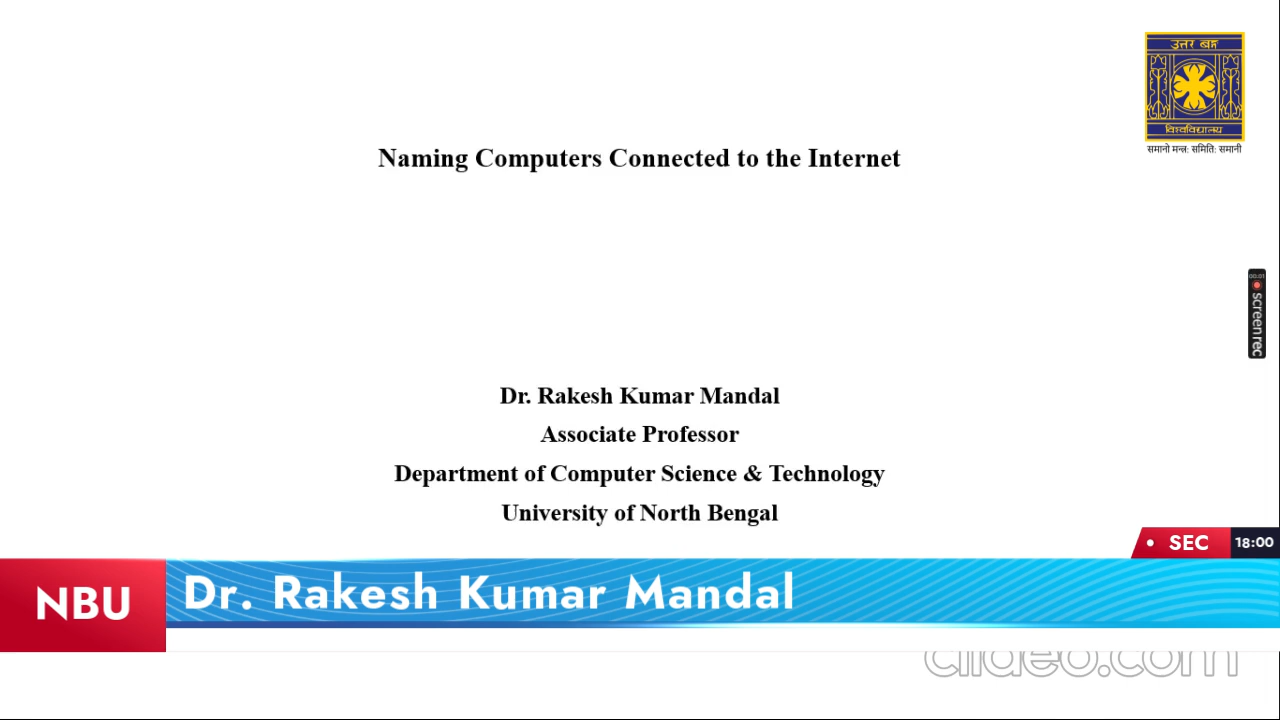 उत्तर बङ्ग
विश्वविद्यालय
समानो मन्त्र: समिति: समानी
Naming Computers Connected to the Internet
00:01
screenrec
Dr. Rakesh Kumar Mandal
Associate Professor
Department of Computer Science & Technology
University of North Bengal
• SEC 18:00
NBU Dr. Rakesh Kumar Mandal
clideo.com